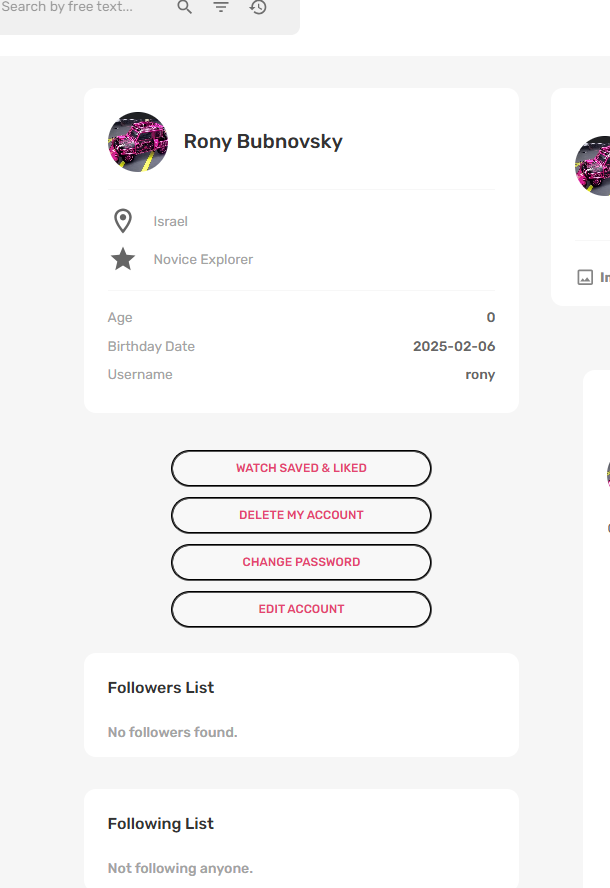 Search by free text...
Rony Bubnovsky
Israel
Novice Explorer
Age 0
Birthday Date 2025-02-06
Username rony
WATCH SAVED & LIKED
DELETE MY ACCOUNT
CHANGE PASSWORD
EDIT ACCOUNT
Followers List
No followers found.
Following List
Not following anyone.